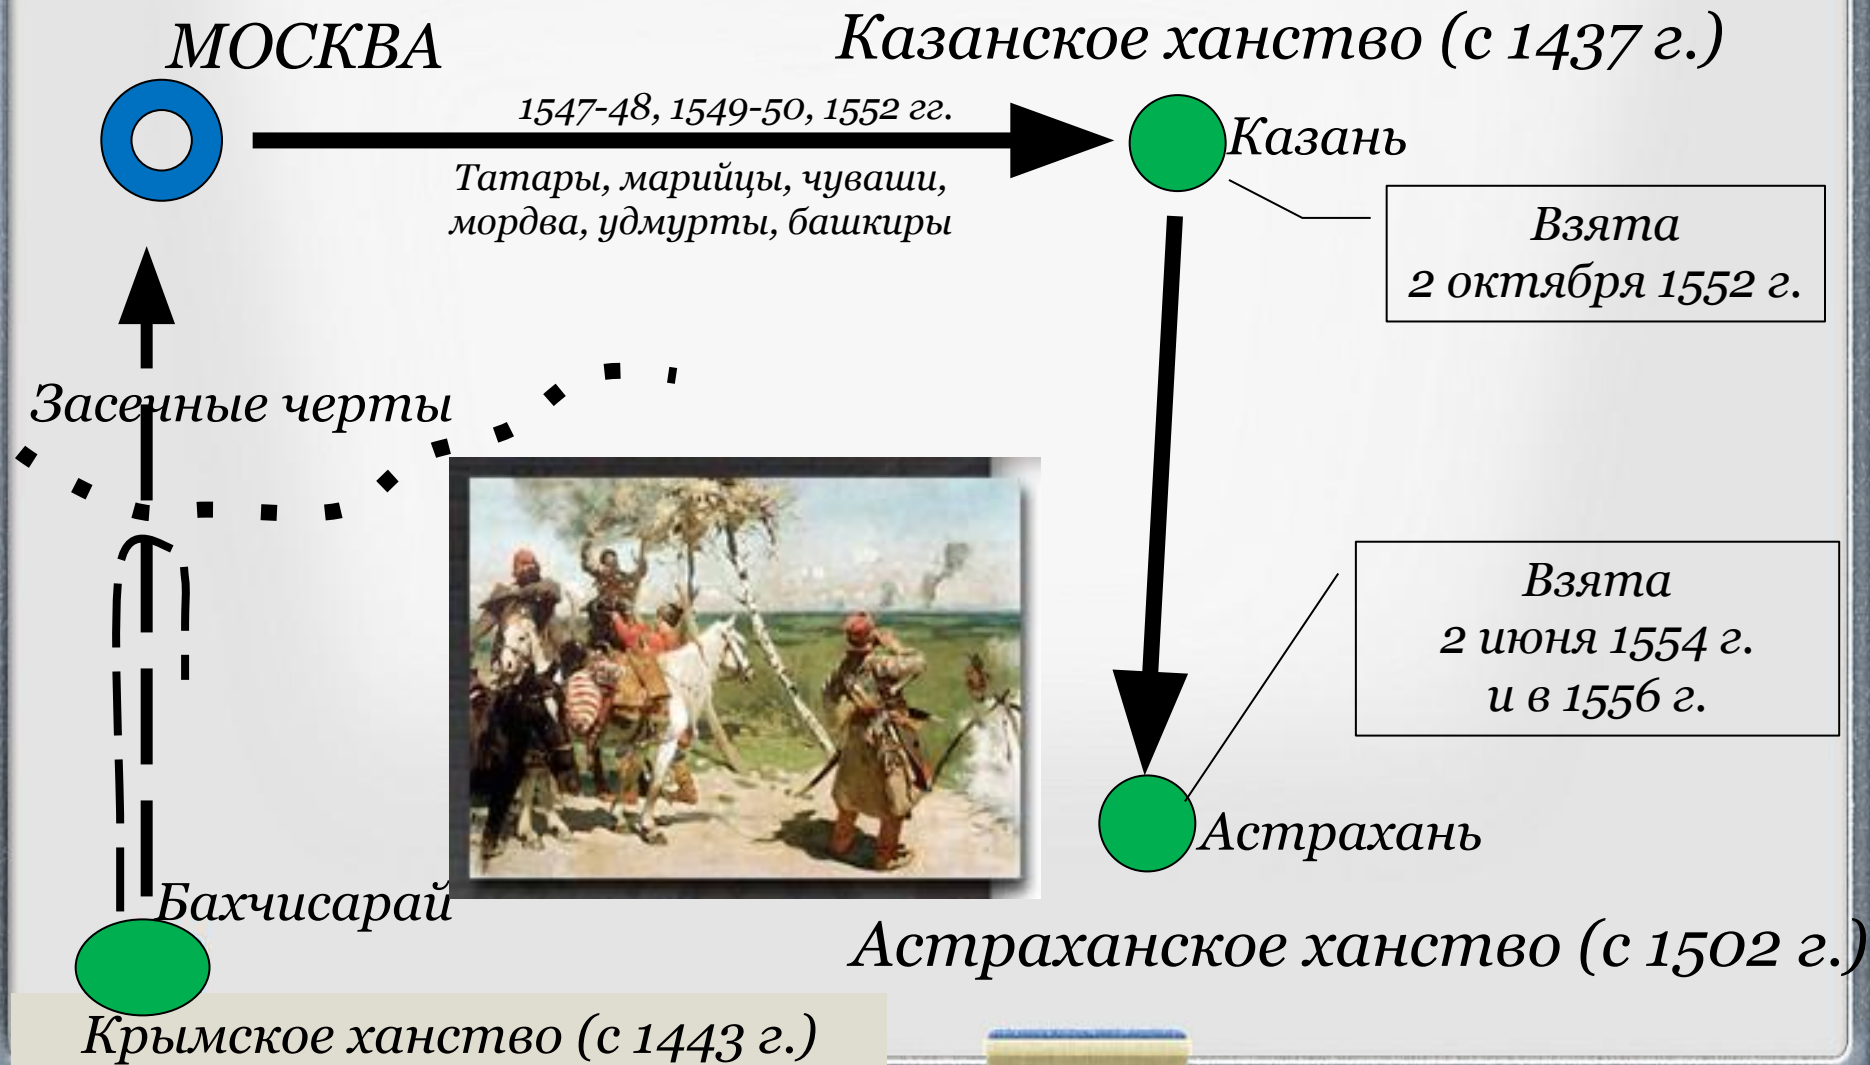 МОСКВА
Казанское ханство (с 1437 г.)
1547-48, 1549-50, 1552 гг.
Казань
Татары, марийцы, чуваши,
мордва, удмурты, башкиры
Взята
2 октября 1552 г.
Засечные черты
Взята
2 июня 1554 г.
и в 1556 г.
Астрахань
Бахчисарай
Астраханское ханство (с 1502 г.)
Крымское ханство (с 1443 г.)